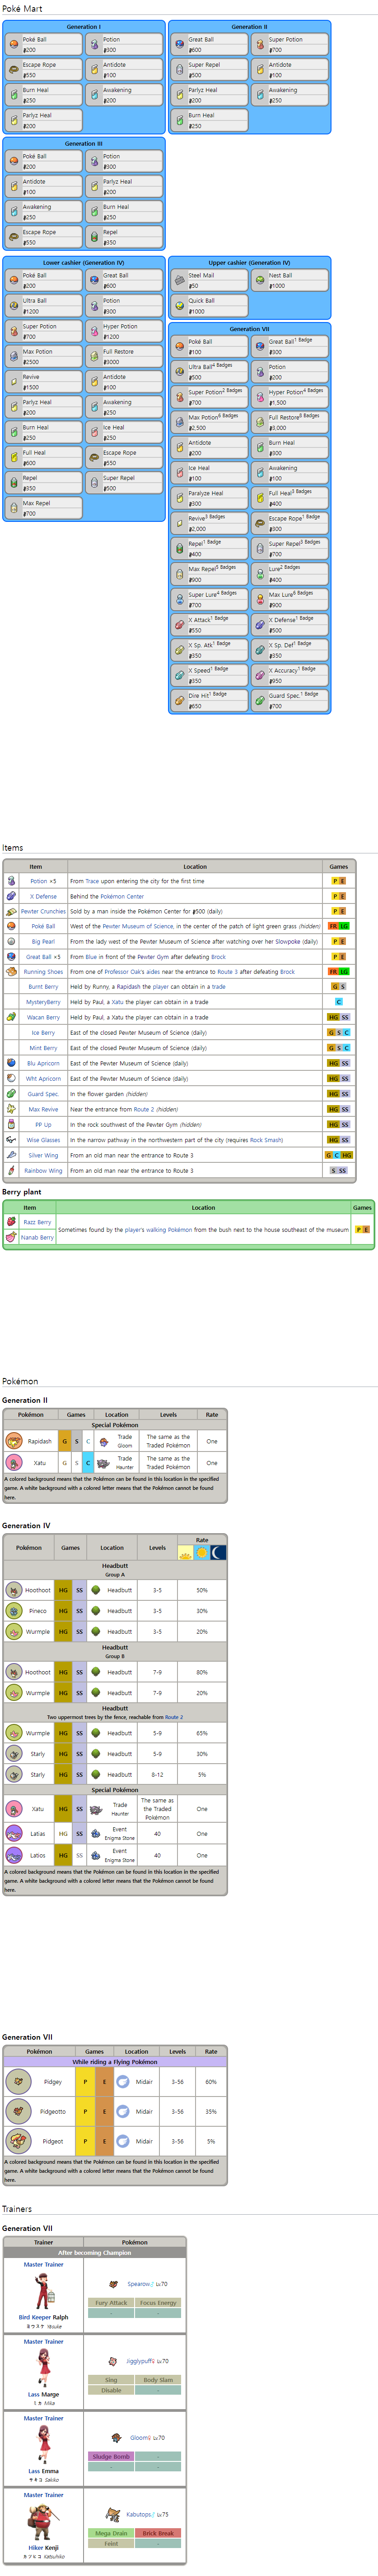 Poké Mart
Generation I
Poké Ball
₽200
Potion
₽300
Escape Rope
₽550
Antidote
₽100
Burn Heal
₽250
Awakening
₽200
Parlyz Heal
₽200
Generation II
Great Ball
₽600
Super Potion
₽700
Super Repel
₽500
Antidote
₽100
Parlyz Heal
₽200
Awakening
₽250
Burn Heal
₽250
Generation III
Poké Ball
₽200
Potion
₽300
Antidote
₽100
Parlyz Heal
₽200
Awakening
₽250
Burn Heal
₽250
Escape Rope
₽550
Repel
₽350
Lower cashier (Generation IV)
Poké Ball
₽200
Great Ball
₽600
Ultra Ball
₽1200
Potion
₽300
Super Potion
₽700
Hyper Potion
₽1200
Max Potion
₽2500
Full Restore
₽3000
Revive
₽1500
Antidote
₽100
Parlyz Heal
₽200
Awakening
₽250
Burn Heal
₽250
Ice Heal
₽250
Full Heal
₽600
Escape Rope
₽550
Repel
₽350
Super Repel
₽500
Max Repel
₽700
Upper cashier (Generation IV)
Steel Mail
₽50
Nest Ball
₽1000
Quick Ball
₽1000
Generation VII
Poké Ball
₽100
Great Ball1 Badge
₽300
Ultra Ball4 Badges
₽500
Potion
₽200
Super Potion2 Badges
₽700
Hyper Potion4 Badges
₽1,500
Max Potion6 Badges
₽2,500
Full Restore8 Badges
₽3,000
Antidote
₽200
Burn Heal
₽300
Ice Heal
₽100
Awakening
₽100
Paralyze Heal
₽300
Full Heal3 Badges
₽400
Revive3 Badges
₽2,000
Escape Rope1 Badge
₽300
Repel1 Badge
₽400
Super Repel5 Badges
₽700
Max Repel5 Badges
₽900
Lure2 Badges
₽400
Super Lure4 Badges
₽700
Max Lure6 Badges
₽900
X Attack1 Badge
₽550
X Defense1 Badge
₽500
X Sp. Atk1 Badge
₽350
X Sp. Def1 Badge
₽350
X Speed1 Badge
₽350
X Accuracy1 Badge
₽950
Dire Hit1 Badge
₽650
Guard Spec.1 Badge
₽700
Items
Item Location Games
Potion ×5 From Trace upon entering the city for the first time P E
X Defense Behind the Pokémon Center P E
Pewter Crunchies Sold by a man inside the Pokémon Center for ₽500 (daily) P E
Poké Ball West of the Pewter Museum of Science, in the center of the patch of light green grass (hidden) FR LG
Big Pearl From the lady west of the Pewter Museum of Science after watching over her Slowpoke (daily) P E
Great Ball ×5 From Blue in front of the Pewter Gym after defeating Brock P E
Running Shoes From one of Professor Oak's aides near the entrance to Route 3 after defeating Brock FR LG
Burnt Berry Held by Runny, a Rapidash the player can obtain in a trade G S
MysteryBerry Held by Paul, a Xatu the player can obtain in a trade C
Wacan Berry Held by Paul, a Xatu the player can obtain in a trade HG SS
Ice Berry East of the closed Pewter Museum of Science (daily) G S C
Mint Berry East of the closed Pewter Museum of Science (daily) G S C
Blu Apricorn East of the Pewter Museum of Science (daily) HG SS
Wht Apricorn East of the Pewter Museum of Science (daily) HG SS
Guard Spec. In the flower garden (hidden) HG SS
Max Revive Near the entrance from Route 2 (hidden) HG SS
PP Up In the rock southwest of the Pewter Gym (hidden) HG SS
Wise Glasses In the narrow pathway in the northwestern part of the city (requires Rock Smash) HG SS
Silver Wing From an old man near the entrance to Route 3 G C HG
Rainbow Wing From an old man near the entrance to Route 3 S SS
Berry plant
Item Location Games
Razz Berry
Sometimes found by the player's walking Pokémon from the bush next to the house southeast of the museum P E
Nanab Berry
Pokémon
Generation II
Pokémon Games Location Levels Rate
Special Pokémon
Rapidash G S C Trade
Gloom The same as the
Traded Pokémon One
Xatu G S C Trade
Haunter The same as the
Traded Pokémon One
A colored background means that the Pokémon can be found in this location in the specified
game. A white background with a colored letter means that the Pokémon cannot be found
here.
Generation IV
Pokémon Games Location Levels Rate
Headbutt
Group A
Hoothoot HG SS Headbutt 3-5 50%
Pineco HG SS Headbutt 3-5 30%
Wurmple HG SS Headbutt 3-5 20%
Headbutt
Group B
Hoothoot HG SS Headbutt 7-9 80%
Wurmple HG SS Headbutt 7-9 20%
Headbutt
Two uppermost trees by the fence, reachable from Route 2
Wurmple HG SS Headbutt 5-9 65%
Starly HG SS Headbutt 5-9 30%
Starly HG SS Headbutt 8-12 5%
Special Pokémon
Xatu HG SS Trade
Haunter The same as
the Traded
Pokémon One
Latias HG SS Event
Enigma Stone 40 One
Latios HG SS Event
Enigma Stone 40 One
A colored background means that the Pokémon can be found in this location in the specified
game. A white background with a colored letter means that the Pokémon cannot be found
here.
Generation VII
Pokémon Games Location Levels Rate
While riding a Flying Pokémon
Pidgey P E Midair 3-56 60%
Pidgeotto P E Midair 3-56 35%
Pidgeot P E Midair 3-56 5%
A colored background means that the Pokémon can be found in this location in the specified
game. A white background with a colored letter means that the Pokémon cannot be found
here.
Trainers
Generation VII
Trainer Pokémon
After becoming Champion
Master Trainer
Spearow♂ Lv.70
Fury Attack Focus Energy
- -
Bird Keeper Ralph
ヨウスケ Yōsuke
Master Trainer
Jigglypuff♀ Lv.70
Sing Body Slam
Disable -
Lass Marge
ミカ Mika
Master Trainer
Gloom♀ Lv.70
Sludge Bomb -
- -
Lass Emma
サキコ Sakiko
Master Trainer
Kabutops♂ Lv.75
Mega Drain Brick Break
Feint -
Hiker Kenji
カツヒコ Katsuhiko